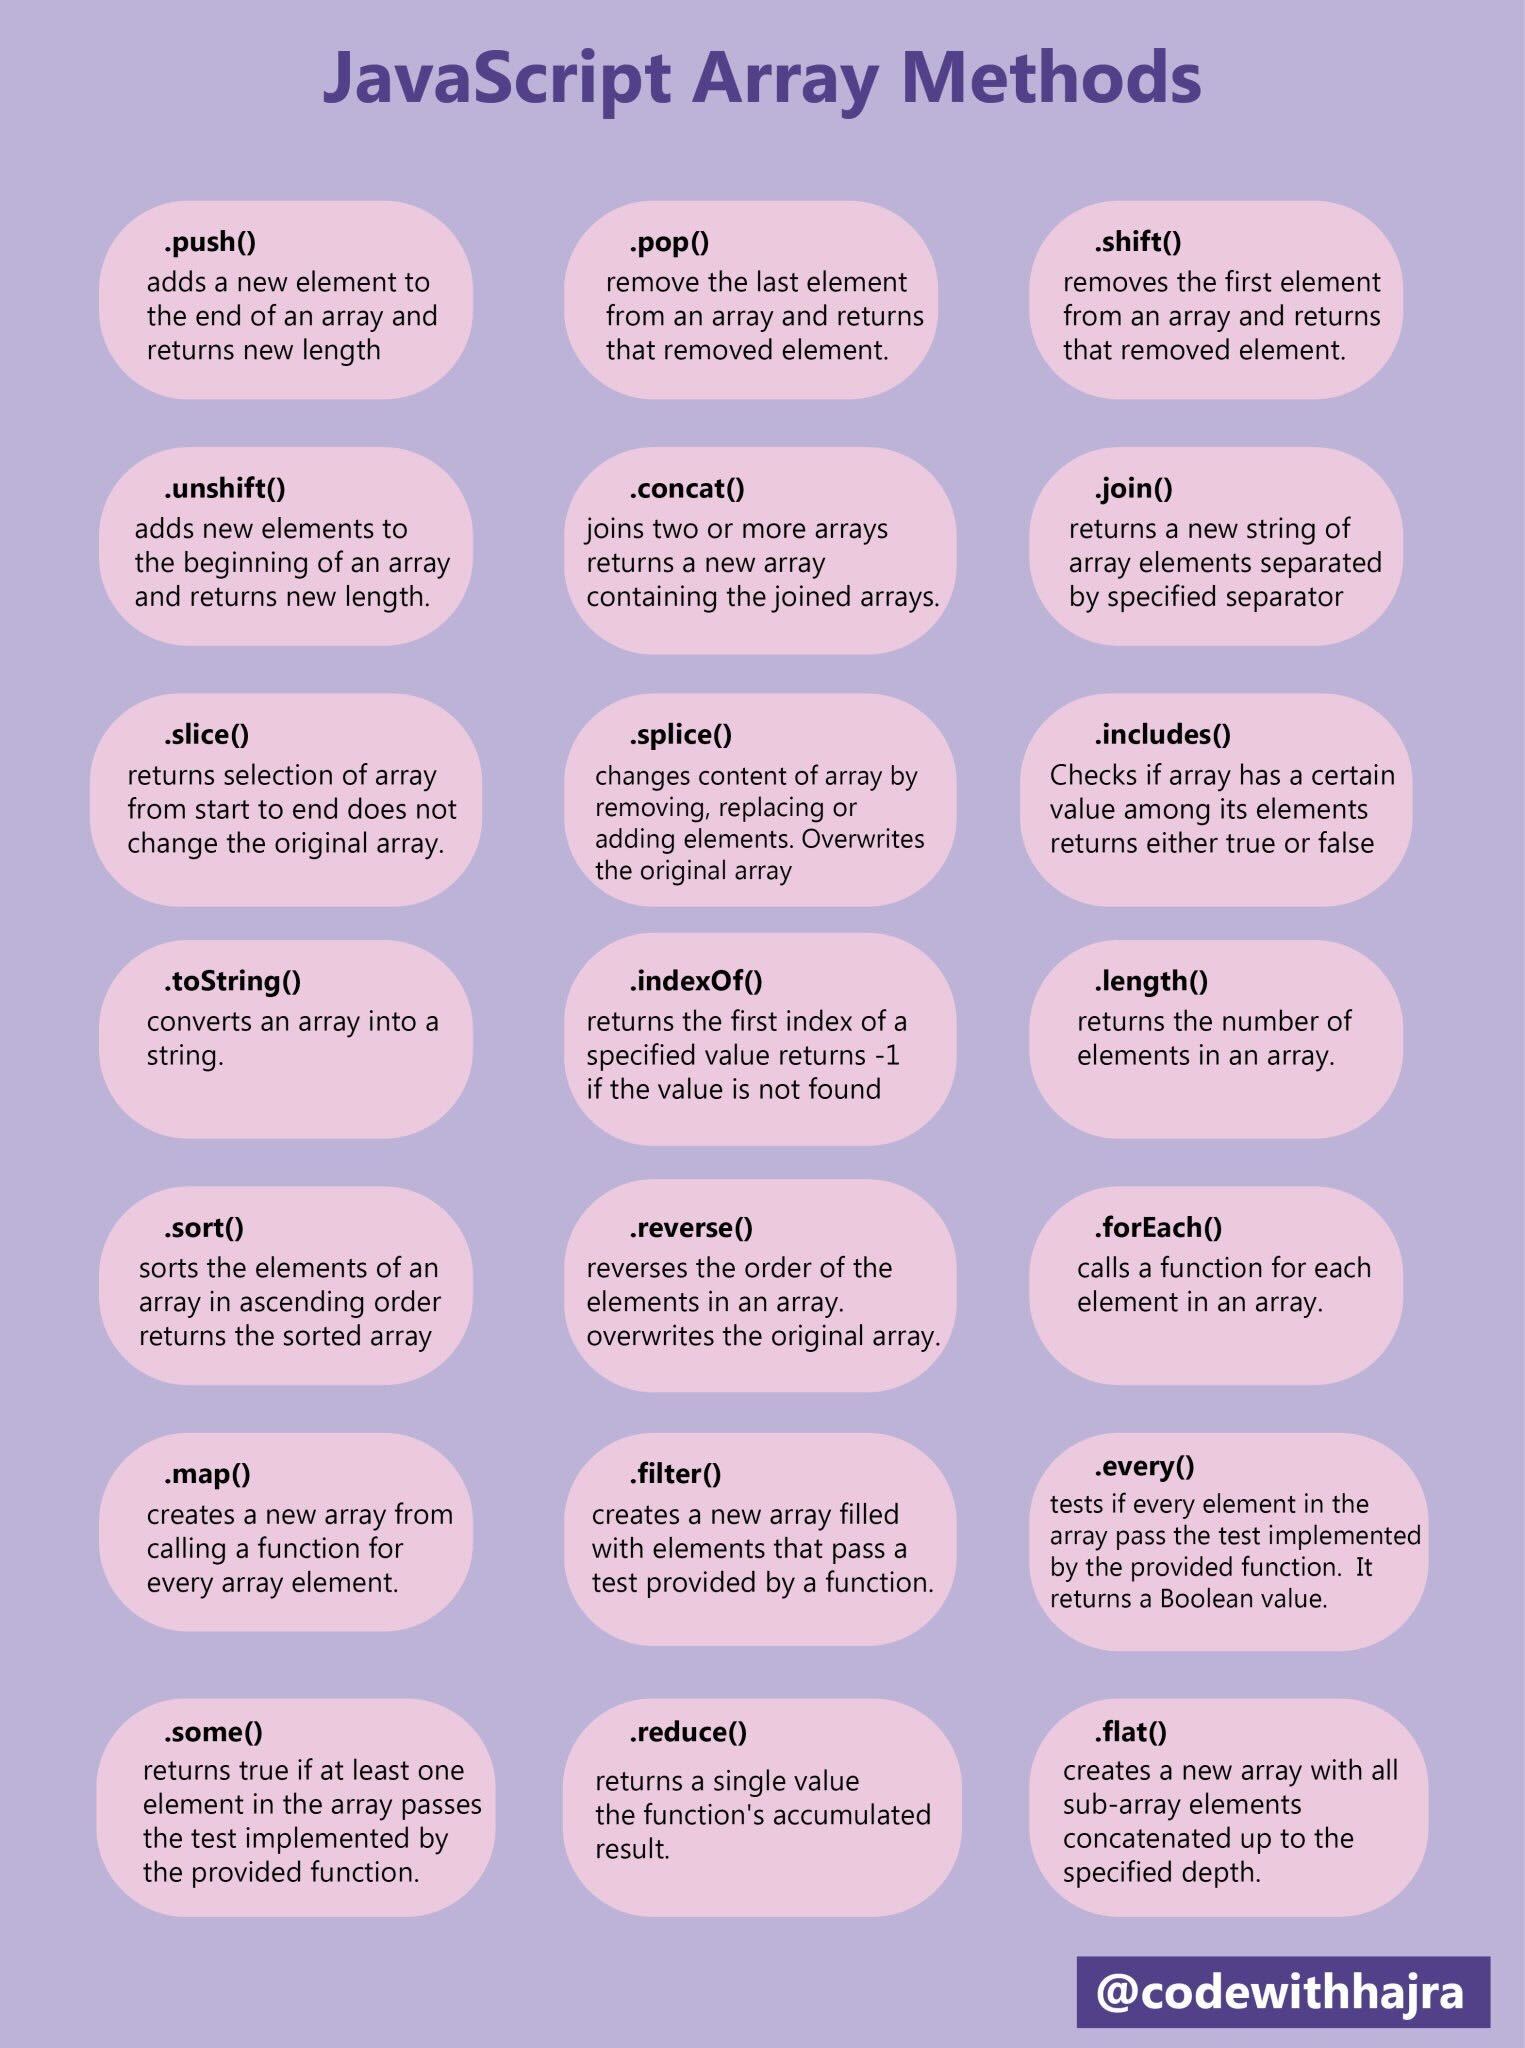 JavaScript Array Methods
.push()
adds a new element to
the end of an array and
returns new length
.pop()
remove the last element
from an array and returns
that removed element.
.shift()
removes the first element
from an array and returns
that removed element.
.unshift()
adds new elements to
the beginning of an array
and returns new length.
.concat()
joins two or more arrays
returns a new array
containing the joined arrays.
.join()
returns a new string of
array elements separated
by specified separator
.slice()
returns selection of array
from start to end does not
change the original array.
.splice()
changes content of array by
removing, replacing or
adding elements. Overwrites
the original array
.includes()
Checks if array has a certain
value among its elements
returns either true or false
.toString()
converts an array into a
string.
.indexOf()
returns the first index of a
specified value returns -1
if the value is not found
.length()
returns the number of
elements in an array.
.sort()
sorts the elements of an
array in ascending order
returns the sorted array
.reverse()
reverses the order of the
elements in an array.
overwrites the original array.
.forEach()
calls a function for each
element in an array.
.map()
creates a new array from
calling a function for
every array element.
.filter()
creates a new array filled
with elements that pass a
test provided by a function.
.every()
tests if every element in the
array pass the test implemented
by the provided function.  It
returns a Boolean value.
.some()
returns true if at least one
element in the array passes
the test implemented by
the provided function.
.reduce()
returns a single value
the function's accumulated
result.
.flat()
creates a new array with all
sub-array elements
concatenated up to the
specified depth.
@codewithhajra